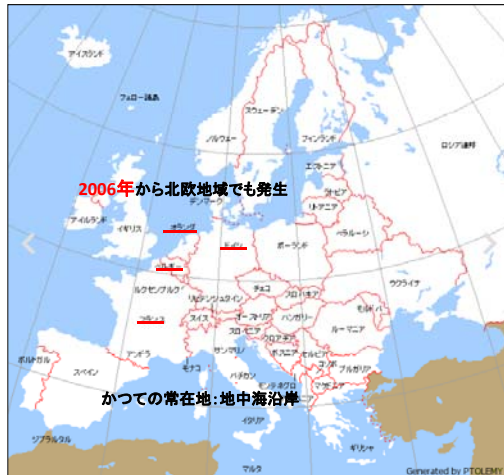 アイスランド
フェロー諸島
スウェーデン
ノルウェー
フィンランド
ロシア連邦
エストニア
2006年から北欧地域でも発生
ラトビア
デンマーク
リトアニア
アイルランド
イギリス
オランダ
ベラルーシ
ドイツ
ポーランド
ベルギー
ルクセンブルグ
チェコ
ウクライナ
リヒテンシュタイン
スロバキア
フランス
スイス
オーストリア
ハンガリー
モルドバ
スロベニア
ルーマニア
クロアチア
アンドラ
モナコ
サンマリノ
ボスニア
セルビア
ポルトガル
スペイン
バチカン
コソボ
ブルガリア
モンテネグロ
マケドニア
かつての常在地：地中海沿岸
イタリア
ジブラルタル
ギリシャ
マルタ
Generated by PTOLEMY